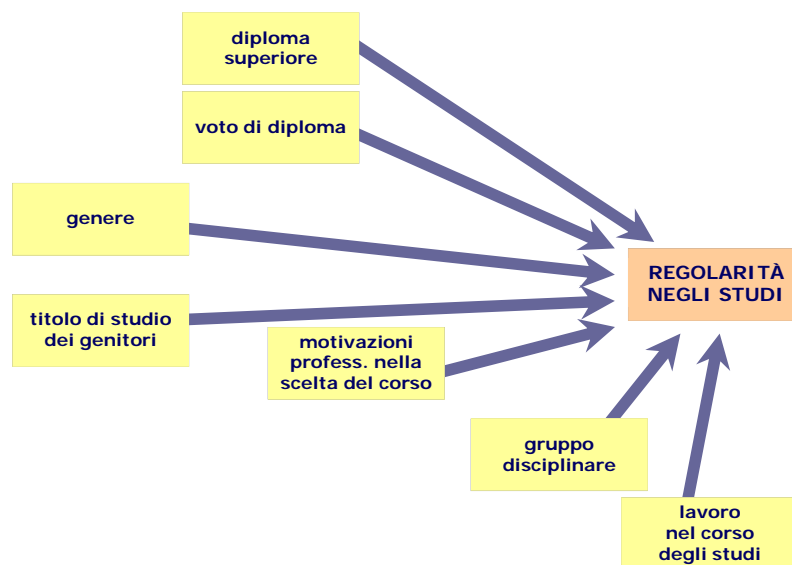 diploma
superiore
voto di diploma
genere
REGOLARITÀ
NEGLI STUDI
titolo di studio
dei genitori
motivazioni
profess. nella
scelta del corso
gruppo
disciplinare
lavoro
nel corso
degli studi